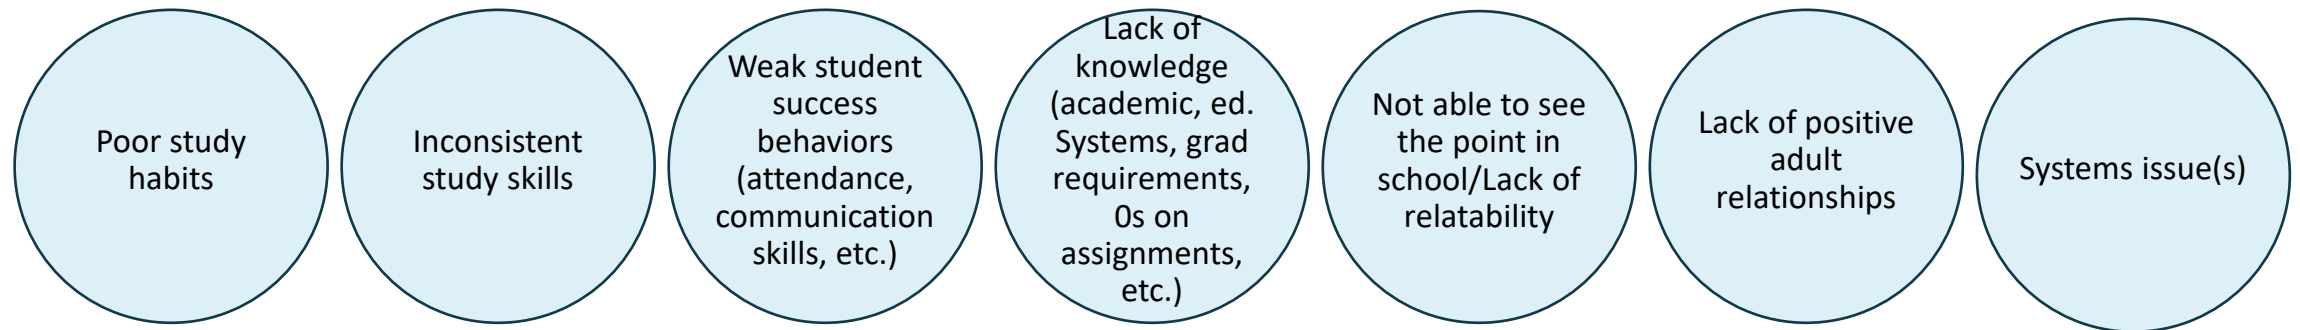 Poor study
habits
Inconsistent
study skills
Weak student
success
behaviors
(attendance,
communication
skills, etc.)
Lack of
knowledge
(academic, ed.
Systems, grad
requirements,
0s on
assignments,
etc.)
Not able to see
the point in
school/Lack of
relatability
Lack of positive
adult
relationships
Systems issue(s)